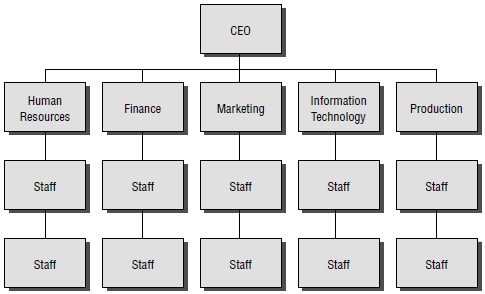 CEO
Human
Resources
Finance
Marketing
Information
Technology
Production
Staff
Staff
Staff
Staff
Staff
Staff
Staff
Staff
Staff
Staff